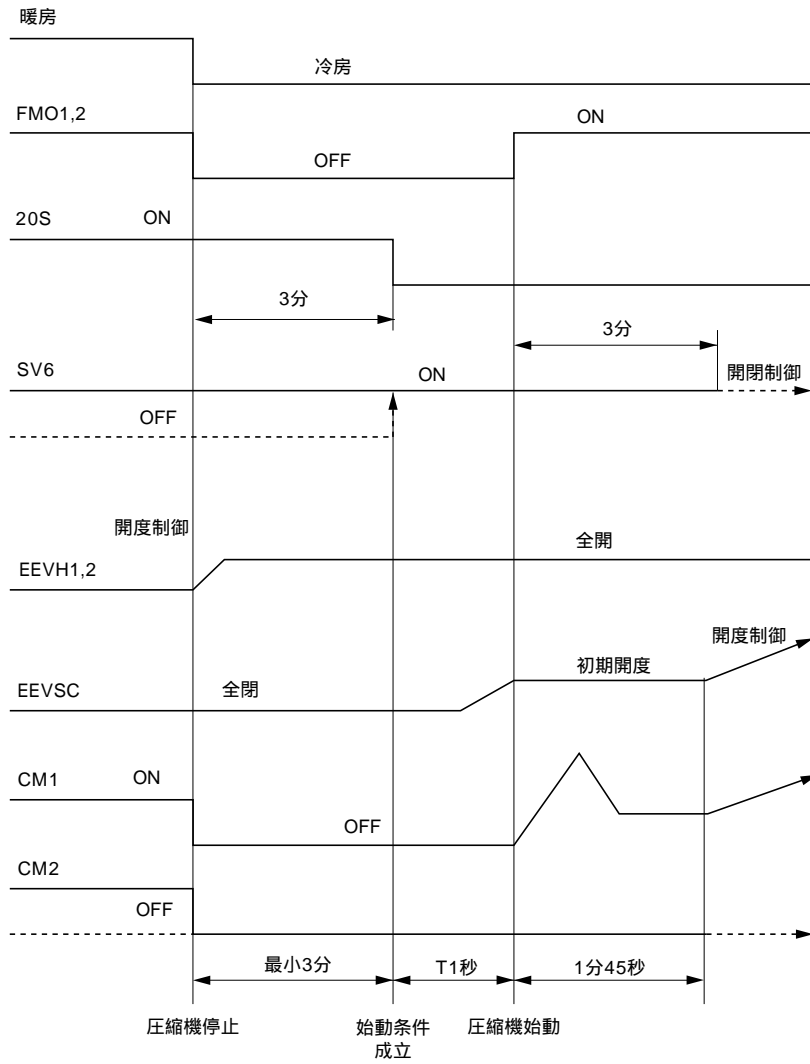 暖房
冷房
FMO1,2
ON
OFF
20S
ON
3分
3分
SV6
ON
開閉制御
OFF
開度制御
全開
EEVH1,2
開度制御
初期開度
EEVSC
全閉
CM1
ON
OFF
CM2
OFF
最小3分
T1秒
1分45秒
圧縮機停止
始動条件
成立
圧縮機始動